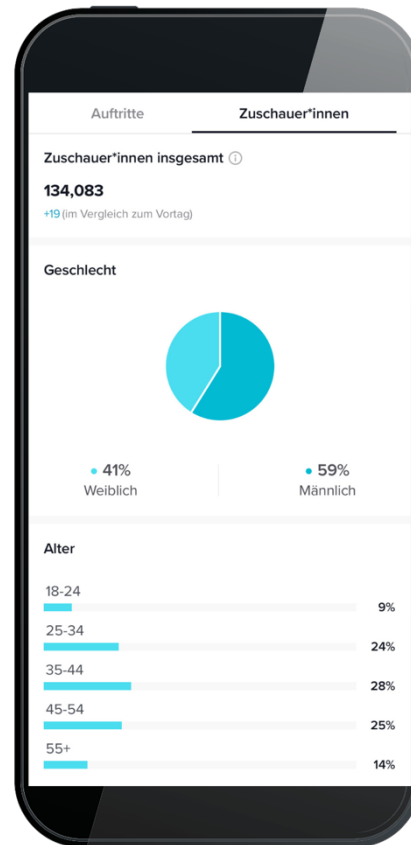 Auftritte Zuschauer*innen
Zuschauer*innen insgesamt
134,083
+19 (im Vergleich zum Vortag)
Geschlecht
41% 59%
Weiblich Männlich
Alter
18-24
9%
25-34
24%
35-44
28%
45-54
25%
55+
14%